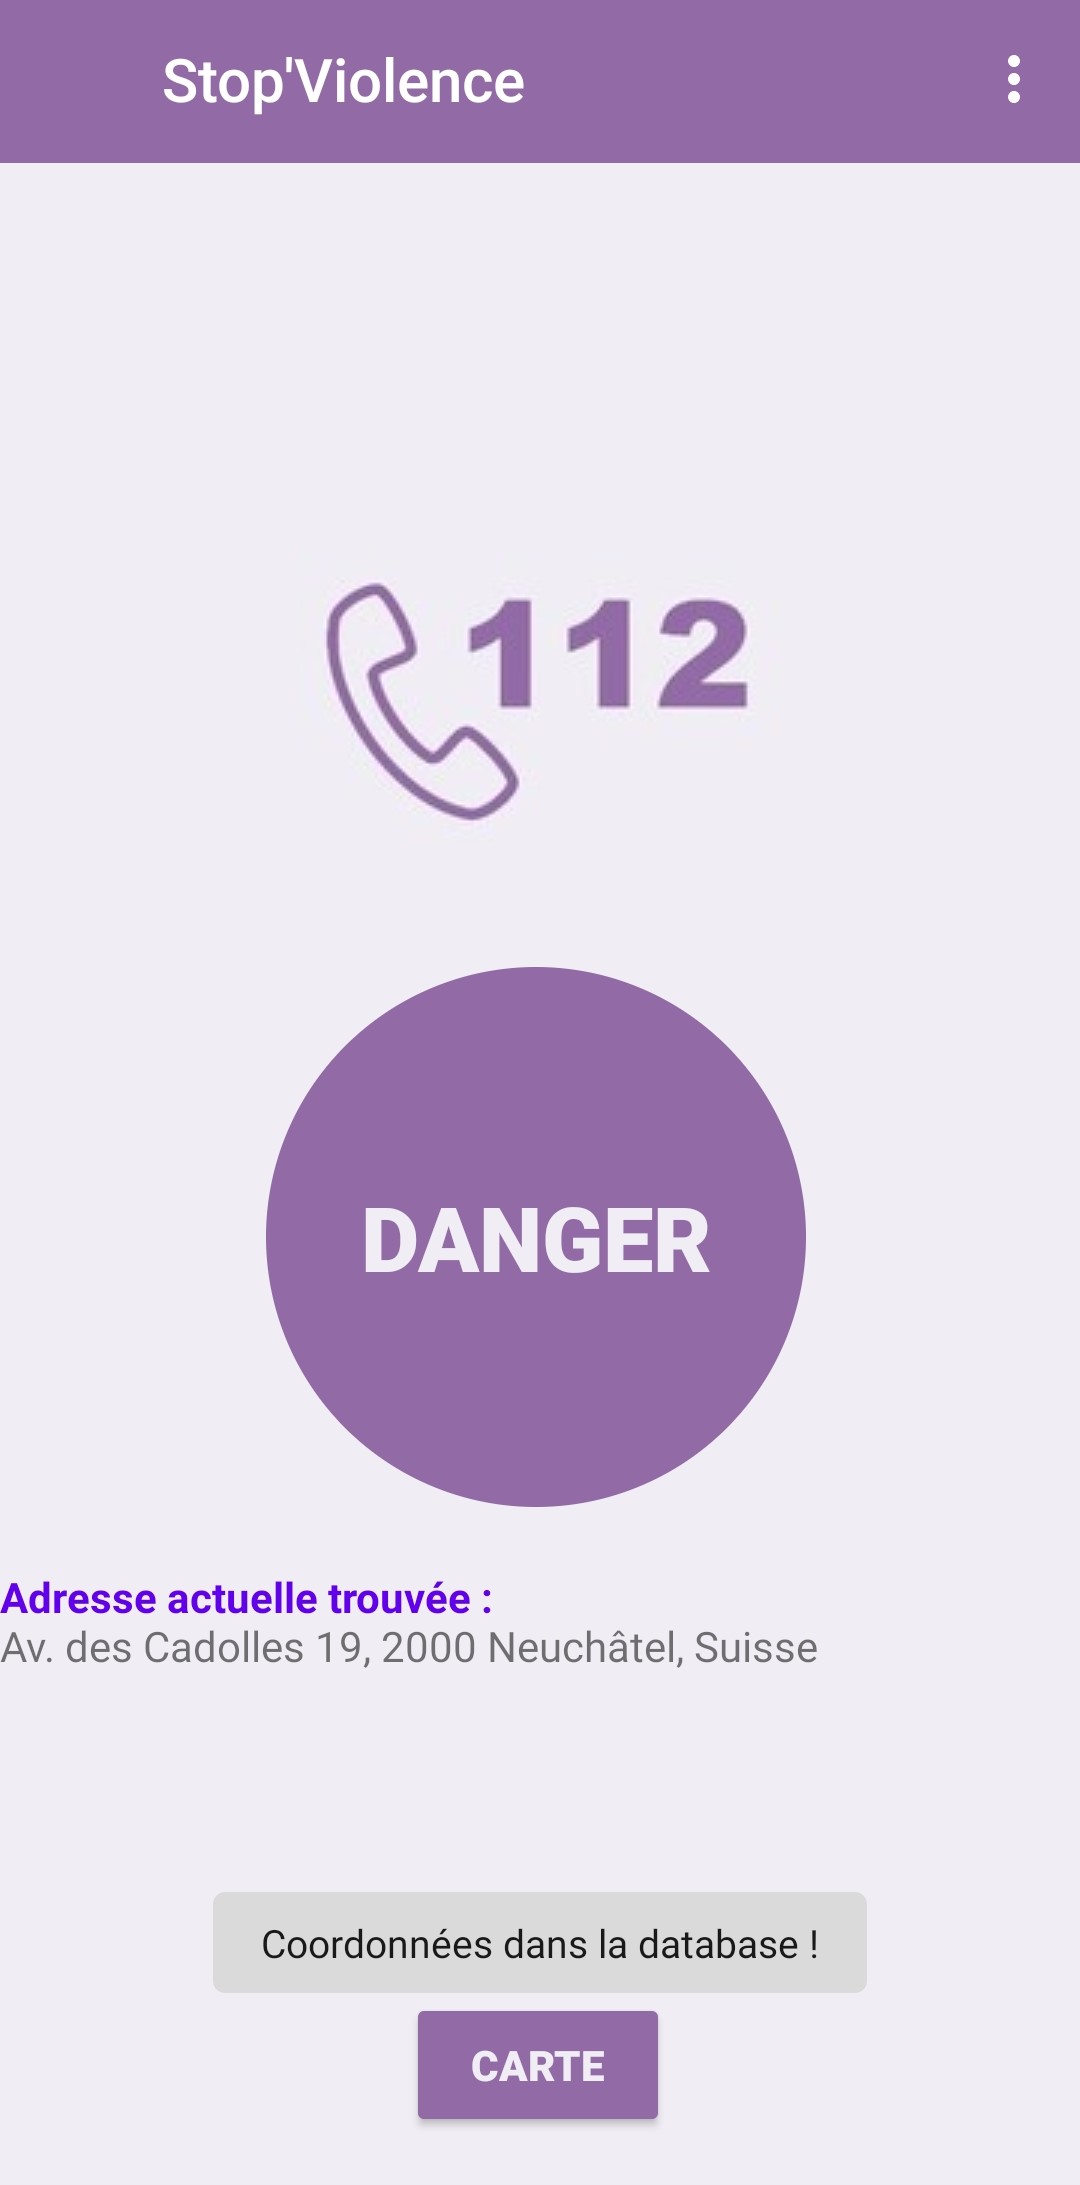 Stop'Violence
112
DANGER
Adresse actuelle trouvée :
Av. des Cadolles 19, 2000 Neuchâtel, Suisse
Coordonnées dans la database !
CARTE